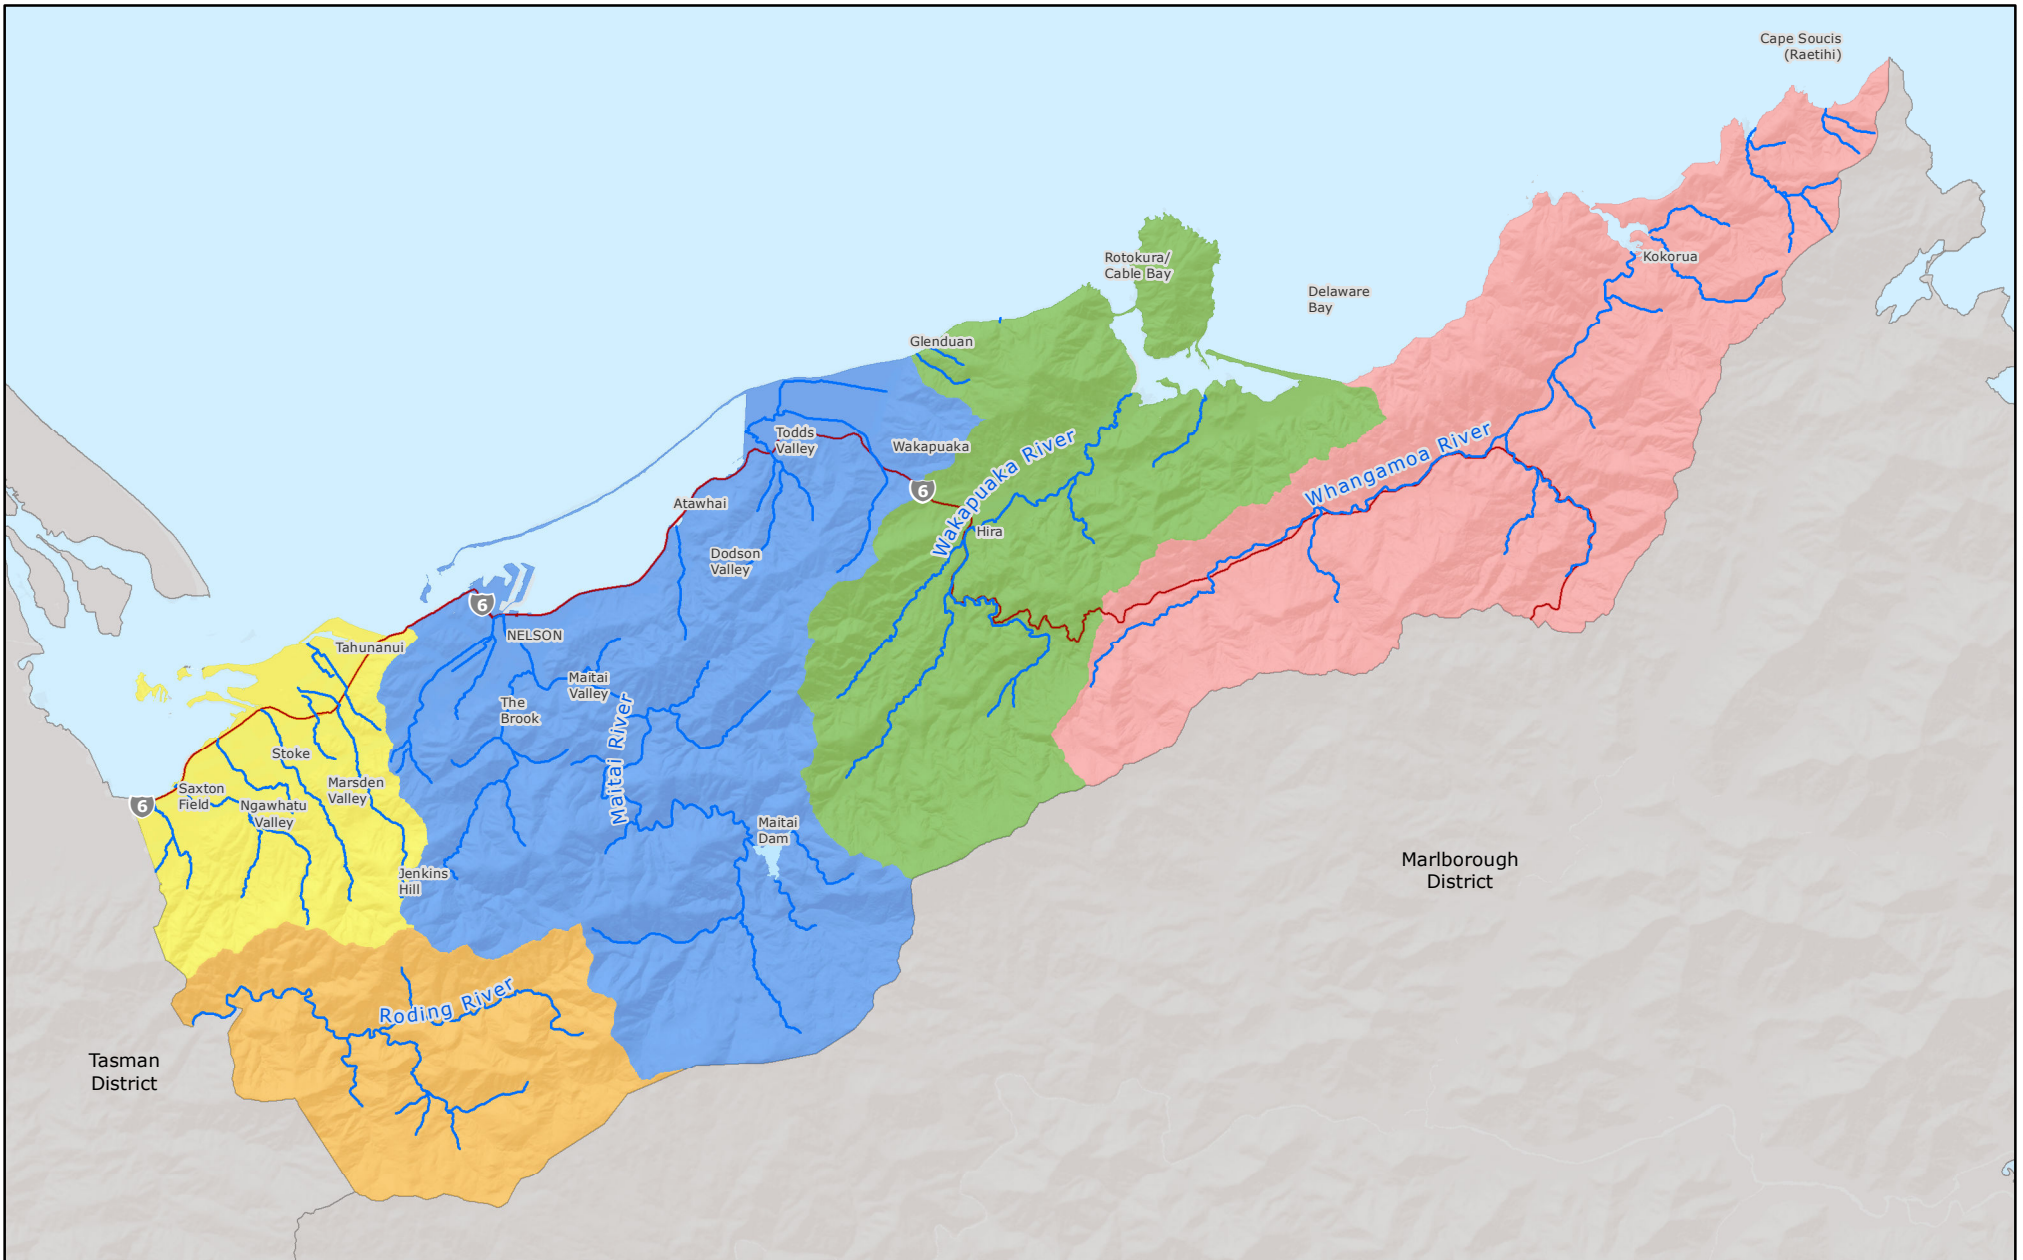 Cape Soucis
(Raetihi)
Rotokura/
Cable Bay
Kokorua
Delaware
Bay
Glenduan
Todds
Valley
Wakapuaka
Whangamoa River
Wakapuaka River
6
Atawhai
Hira
Dodson
Valley
6
NELSON
Tahunanui
Maitai
Valley
The
Brook
Maitai River
Stoke
Saxton
Field
Marsden
Valley
6
Ngawhatu
Valley
Maitai
Dam
Jenkins
Hill
Marlborough
District
Roding River
Tasman
District